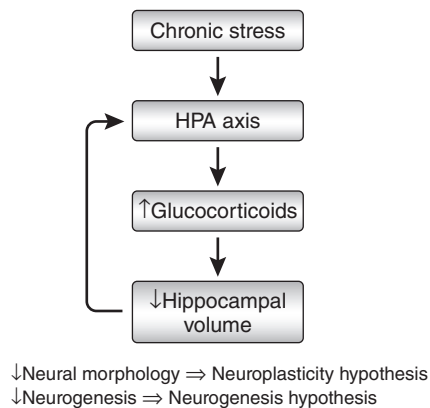 Chronic stress
HPA axis
↑Glucocorticoids
↓Hippocampal
volume
↓Neural morphology ⇒ Neuroplasticity hypothesis
↓Neurogenesis ⇒ Neurogenesis hypothesis